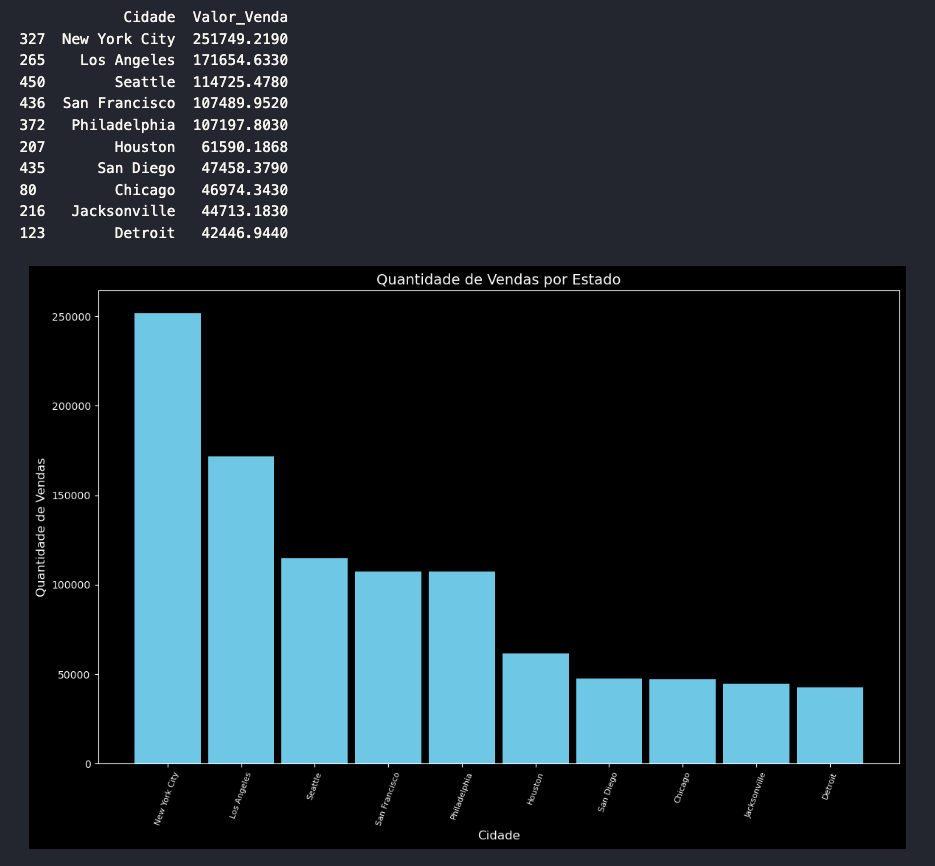 Cidade Valor_Venda
327 New York City 251749.2190
265 Los Angeles 171654.6330
450 Seattle 114725.4780
436 San Francisco 107489.9520
372 Philadelphia 107197.8030
207 Houston 61590.1868
435 San Diego 47458.3790
80 Chicago 46974.3430
216 Jacksonville 44713.1830
123 Detroit 42446.9440
Quantidade de Vendas por Estado
Quantidade de Vendas
250000
200000
150000
100000
50000
0
New York City
Los Angeles
Seattle
San Francisco
Philadelphia
Houston
San Diego
Chicago
Jacksonville
Detroit
Cidade